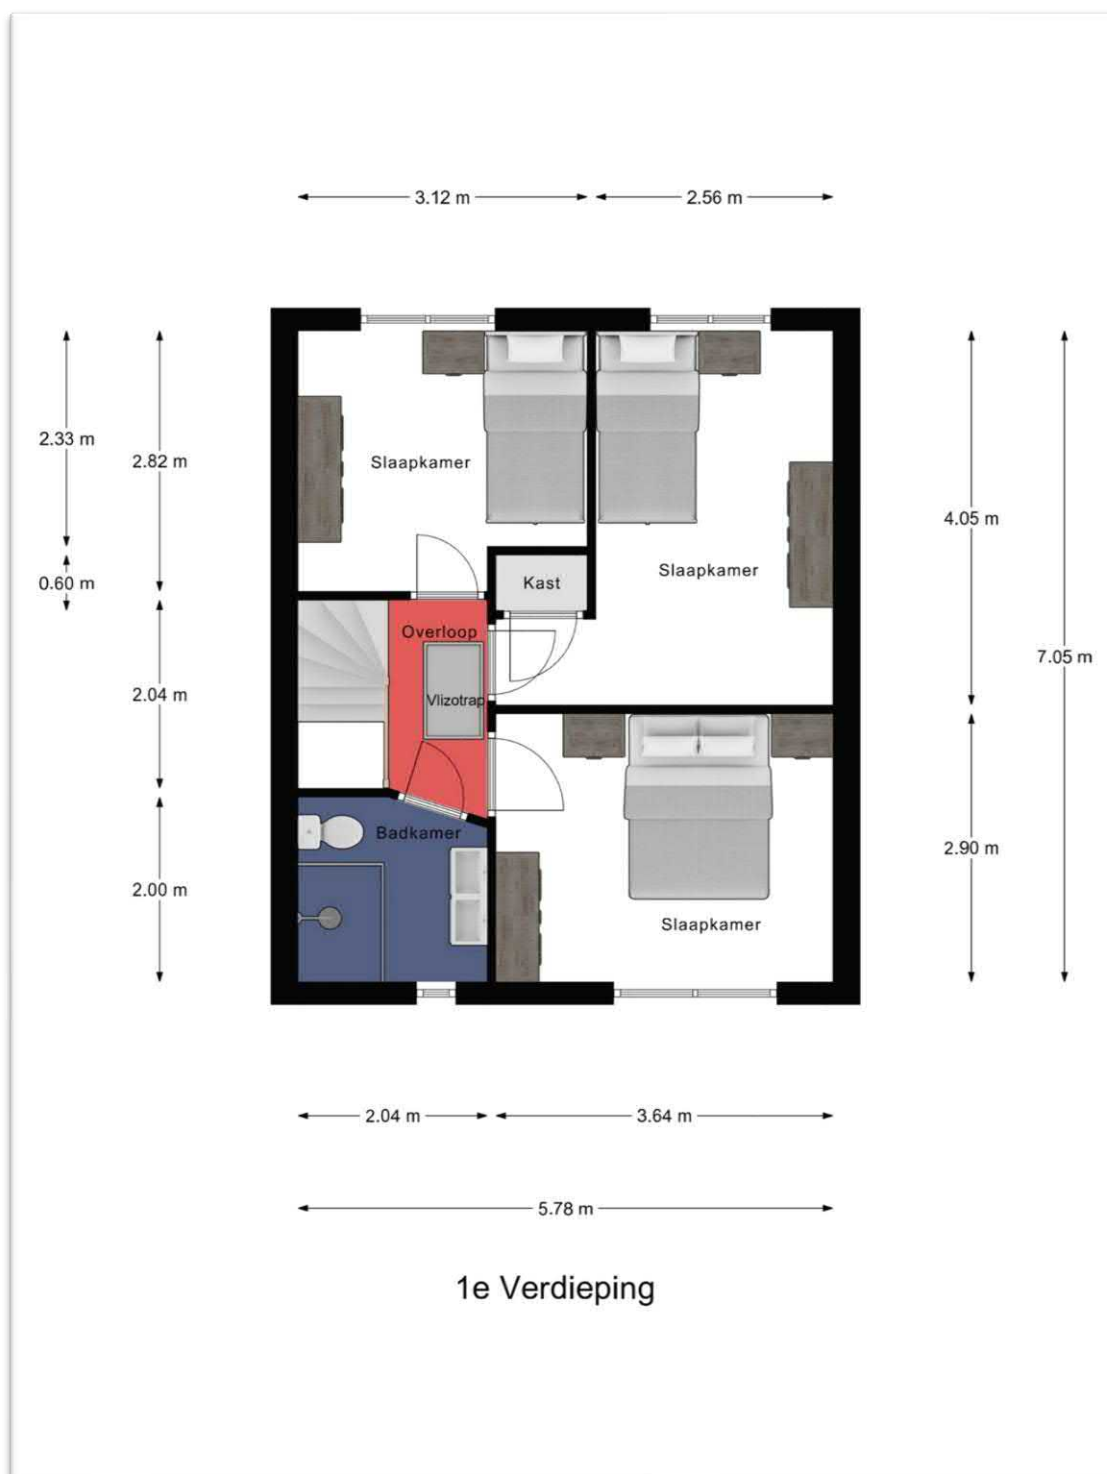 3.12 m
2.56 m
2.33 m
2.82 m
0.60 m
2.04 m
2.00 m
Slaapkamer
Kast
Slaapkamer
Overloop
Vlizotrap
Badkamer
Slaapkamer
4.05 m
7.05 m
2.90 m
2.04 m
3.64 m
5.78 m
1e Verdieping